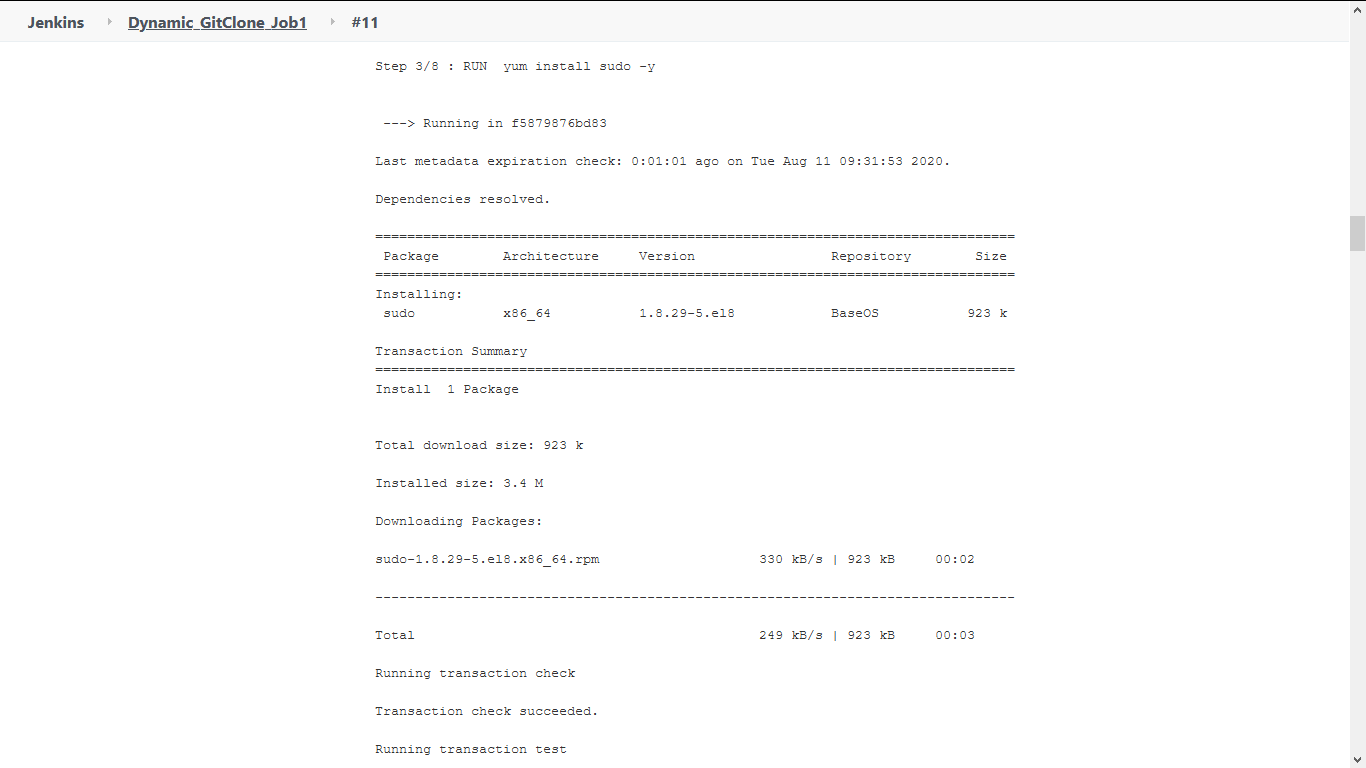 Jenkins › Dynamic_GitClone_Job1 › #11
Step 3/8 : RUN  yum install sudo -y
---> Running in f5879876bd83
Last metadata expiration check: 0:01:01 ago on Tue Aug 11 09:31:53 2020.
Dependencies resolved.
================================================================================
Package        Architecture     Version                 Repository        Size
================================================================================
Installing:
sudo           x86_64           1.8.29-5.el8            BaseOS           923 k
Transaction Summary
================================================================================
Install  1 Package
Total download size: 923 k
Installed size: 3.4 M
Downloading Packages:
sudo-1.8.29-5.el8.x86_64.rpm                    330 kB/s | 923 kB     00:02
--------------------------------------------------------------------------------
Total                                           249 kB/s | 923 kB     00:03
Running transaction check
Transaction check succeeded.
Running transaction test